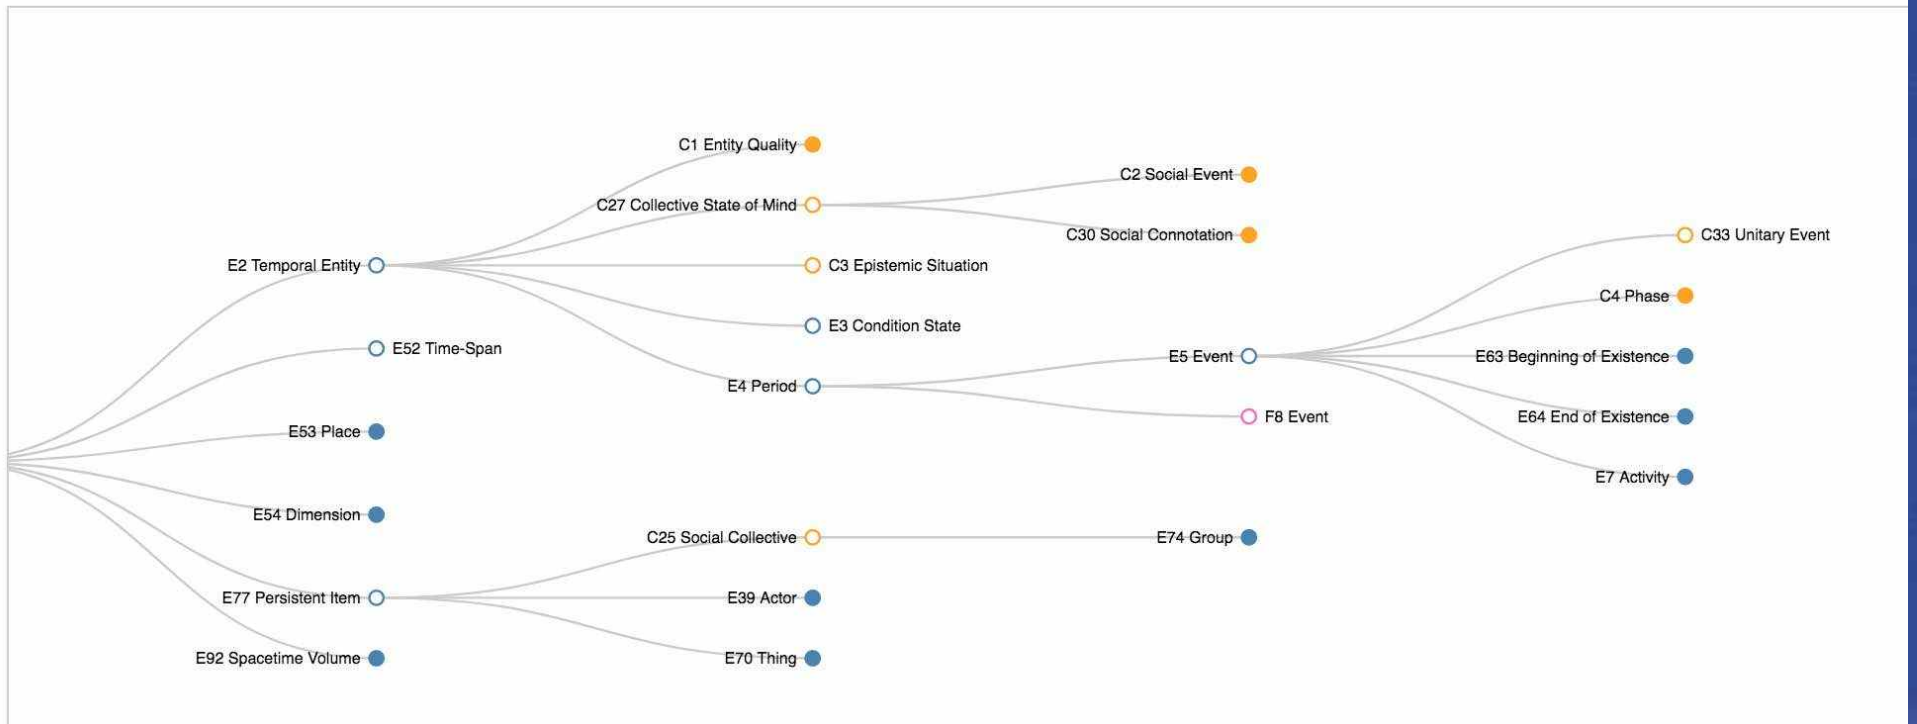 C1 Entity Quality
C2 Social Event
C27 Collective State of Mind
C30 Social Connotation
C33 Unitary Event
E2 Temporal Entity
C3 Epistemic Situation
C4 Phase
E3 Condition State
E52 Time-Span
E5 Event
E63 Beginning of Existence
E4 Period
F8 Event
E64 End of Existence
E53 Place
E7 Activity
E54 Dimension
C25 Social Collective
E74 Group
E77 Persistent Item
E39 Actor
E92 Spacetime Volume
E70 Thing